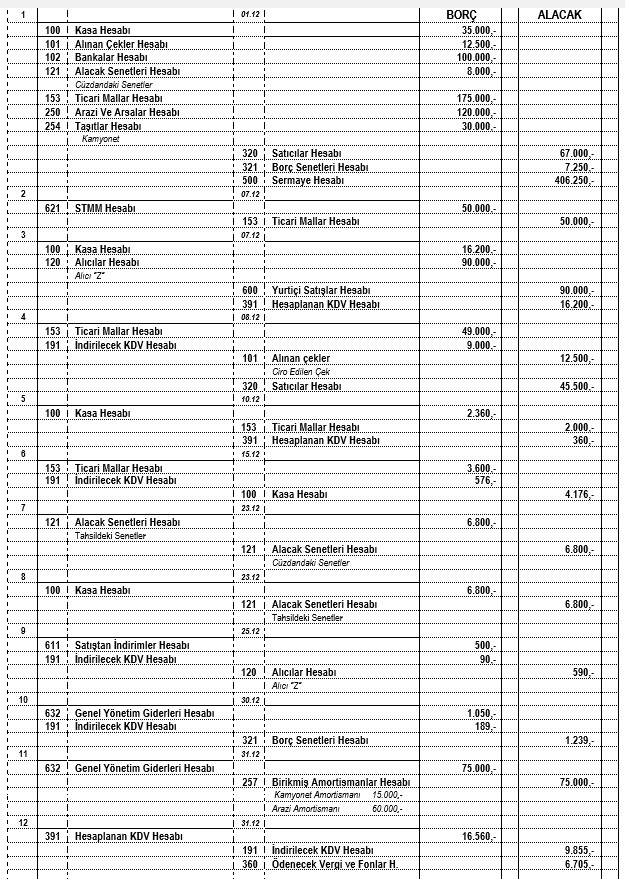 1 01.12 BORÇ ALACAK
100 Kasa Hesabı 35.000,-
101 Alınan Çekler Hesabı 12.500,-
102 Bankalar Hesabı 100.000,-
121 Alacak Senetleri Hesabı 8.000,-
Cüzdandaki Senetler
153 Ticari Mallar Hesabı 175.000,-
250 Arazi Ve Arsalar Hesabı 120.000,-
254 Taşıtlar Hesabı 30.000,-
Kamyonet
320 Satıcılar Hesabı 67.000,-
321 Borç Senetleri Hesabı 7.250,-
500 Sermaye Hesabı 406.250,-
2 07.12
621 STMM Hesabı 50.000,-
153 Ticari Mallar Hesabı 50.000,-
3 07.12
100 Kasa Hesabı 16.200,-
120 Alıcılar Hesabı 90.000,-
Alıcı "Z"
600 Yurtiçi Satışlar Hesabı 90.000,-
391 Hesaplanan KDV Hesabı 16.200,-
4 08.12
153 Ticari Mallar Hesabı 49.000,-
191 İndirilecek KDV Hesabı 9.000,-
101 Alınan çekler 12.500,-
Ciro Edilen Çek
320 Satıcılar Hesabı 45.500,-
5 10.12
100 Kasa Hesabı 2.360,-
153 Ticari Mallar Hesabı 2.000,-
391 Hesaplanan KDV Hesabı 360,-
6 15.12
153 Ticari Mallar Hesabı 3.600,-
191 İndirilecek KDV Hesabı 576,-
100 Kasa Hesabı 4.176,-
7 23.12
121 Alacak Senetleri Hesabı 6.800,-
Tahsildeki Senetler
121 Alacak Senetleri Hesabı 6.800,-
Cüzdandaki Senetler
8 23.12
100 Kasa Hesabı 6.800,-
121 Alacak Senetleri Hesabı 6.800,-
Tahsildeki Senetler
9 25.12
611 Satıştan İndirimler Hesabı 500,-
191 İndirilecek KDV Hesabı 90,-
120 Alıcılar Hesabı 590,-
Alıcı "Z"
10 30.12
632 Genel Yönetim Giderleri Hesabı 1.050,-
191 İndirilecek KDV Hesabı 189,-
321 Borç Senetleri Hesabı 1.239,-
11 31.12
632 Genel Yönetim Giderleri Hesabı 75.000,-
257 Birikmiş Amortismanlar Hesabı 75.000,-
Kamyonet Amortismanı 15.000,-
Arazi Amortismanı 60.000,-
12 31.12
391 Hesaplanan KDV Hesabı 16.560,-
191 İndirilecek KDV Hesabı 9.855,-
360 Ödenecek Vergi ve Fonlar H. 6.705,-